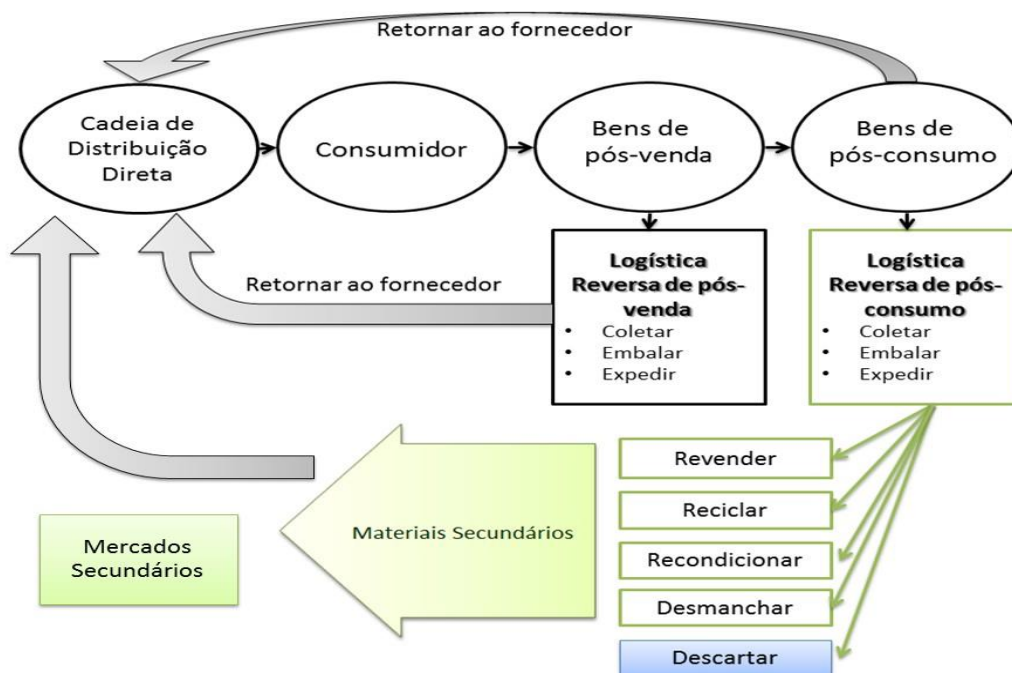 Retornar ao fornecedor
Cadeia de
Distribuição
Direta
Consumidor
Bens de
pós-venda
Bens de
pós-consumo
Logística
Reversa de pós-
venda
• Coletar
• Embalar
• Expedir
Logística
Reversa de pós-
consumo
• Coletar
• Embalar
• Expedir
Retornar ao fornecedor
Revender
Reciclar
Recondicionar
Desmanchar
Descartar
Materiais Secundários
Mercados
Secundários